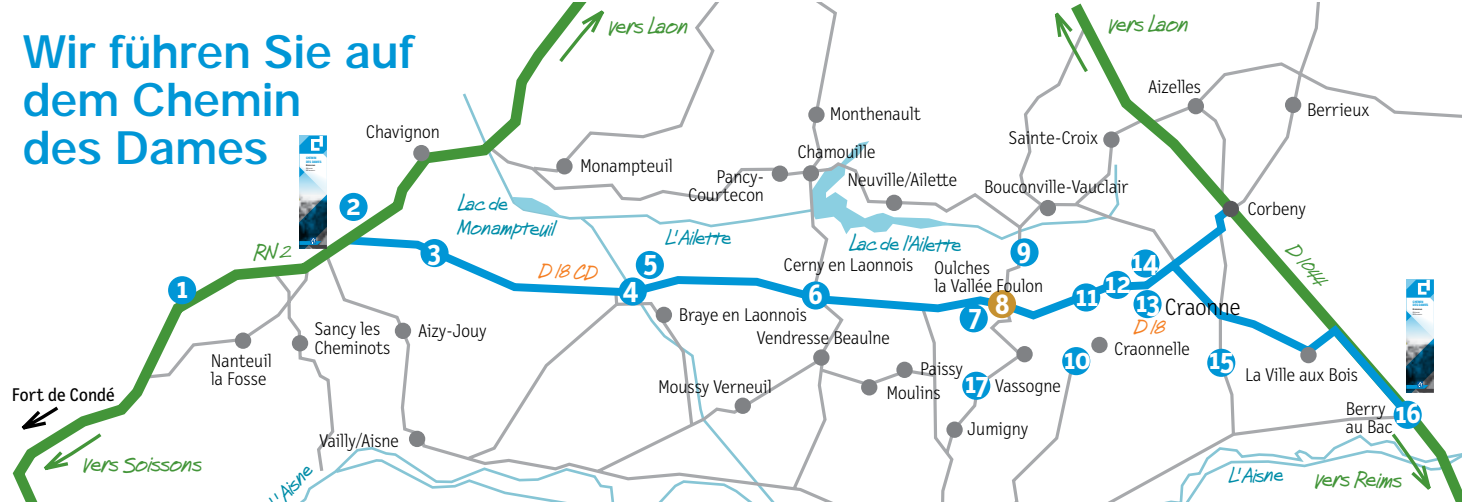 Wir führen Sie auf
dem Chemin
des Dames
vers Laon
vers Laon
Aizelles
Berrieux
Monthenault
Chavignon
Sainte-Croix
Chamouille
Monampteuil
Pancy-
Courtecon
Neuville/Ailette
Bouconville-Vauclair
Lac de
Monampteuil
2
Corbeny
L'Ailette
Lac de l'Ailette
RN2
3
9
D 18 CD
5
Cerny en Laonnois
Oulches
la Vallée Foulon
14
D 1044
1
4
6
8
11
12
13
Craonne
7
D 18
Braye en Laonnois
Sancy les
Cheminots
Aizy-Jouy
Vendresse Beaulne
Craonnelle
Nanteuil
la Fosse
10
15
La Ville aux Bois
Paissy
Moussy Verneuil
Moulins
17
Vassogne
Fort de Condé
Berry
au Bac
16
Jumigny
Vailly/Aisne
vers Soissons
L'Aisne
L'Aisne
vers Reims